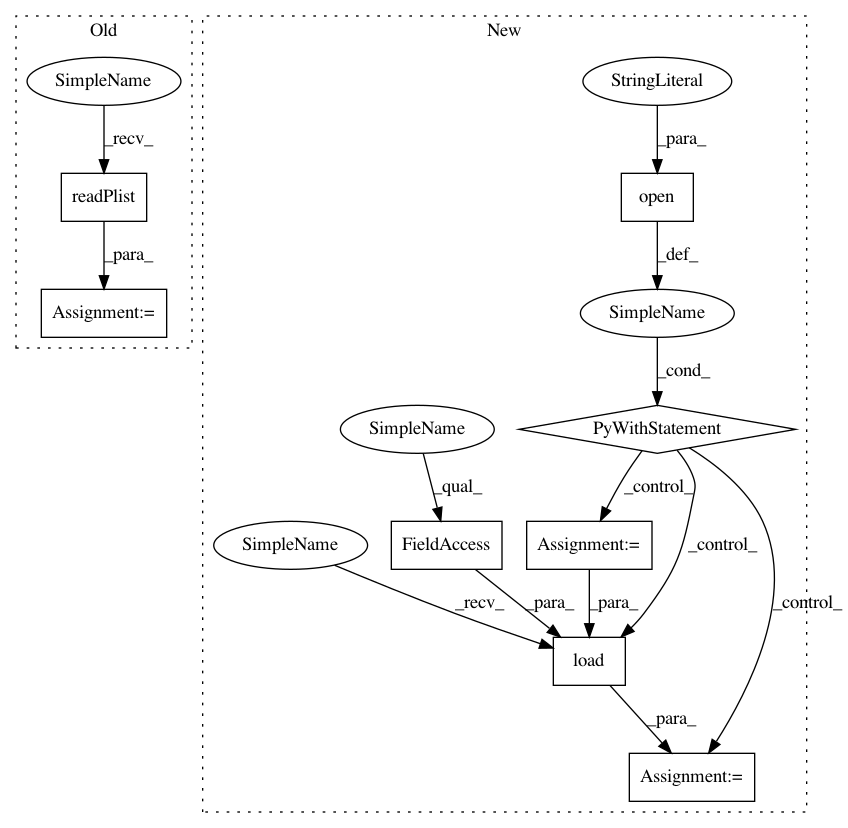 Old
SimpleName
_recv_
readPlist
_para_
Assignment:=
New
StringLiteral
_para_
open
_def_
SimpleName
_cond_
PyWithStatement
SimpleName
_qual_
_control_
SimpleName
FieldAccess
Assignment:=
_control_
_recv_
_para_
_para_
_control_
load
_para_
Assignment:=